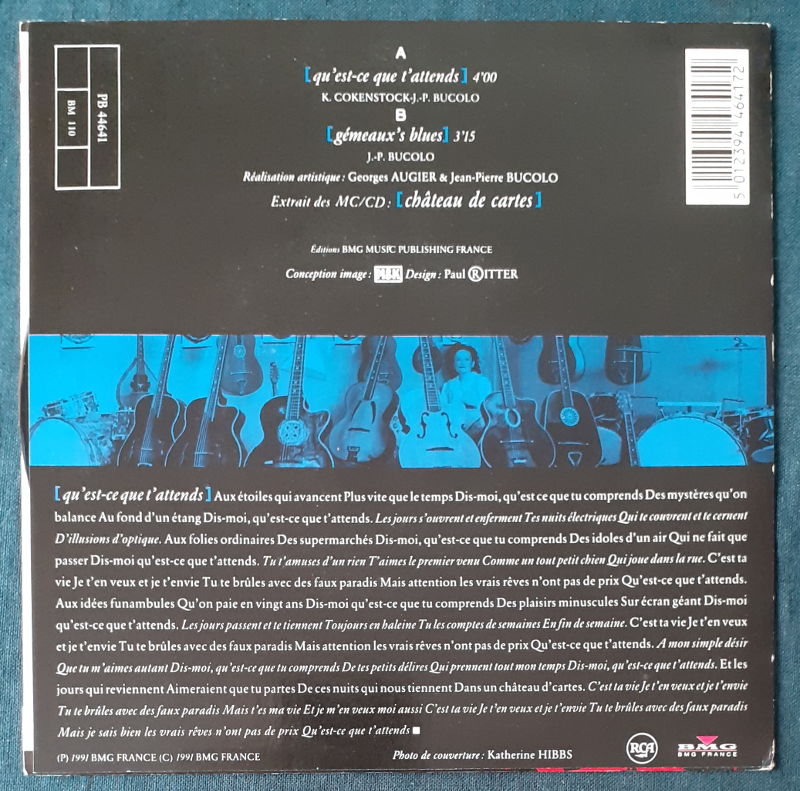 A
[qu'est-ce que t'attends] 4'00
K. COKENSTOCK-J.-P. BUCOLO
B
[gémeaux's blues] 3'15
J.-P. BUCOLO
Réalisation artistique : Georges AUGIER & Jean-Pierre BUCOLO
Extrait des MC/CD : [château de cartes]
Éditions BMG MUSIC PUBLISHING FRANCE
Conception image : Design : Paul RITTER
PB 44641
BM 110
5 012394 464172
[qu'est-ce que t'attends] Aux étoiles qui avancent Plus vite que le temps Dis-moi, qu'est ce que tu comprends Des mystères qu'on
balance Au fond d'un étang Dis-moi, qu'est-ce que t'attends. Les jours s'ouvrent et enferment Tes nuits électriques Qui te couvrent et te cernent
D'illusions d'optique. Aux folies ordinaires Des supermarchés Dis-moi, qu'est-ce que tu comprends Des idoles d'un air Qui ne fait que
passer Dis-moi qu'est-ce que t'attends. Tu t'amuses d'un rien T'aimes le premier venu Comme un tout petit chien Qui joue dans la rue. C'est ta
vie Je t'en veux et je t'envie Tu te brûles avec des faux paradis Mais attention les vrais rêves n'ont pas de prix Qu'est-ce que t'attends.
Aux idées funambules Qu'on paie en vingt ans Dis-moi qu'est-ce que tu comprends Des plaisirs minuscules Sur écran géant Dis-moi
qu'est-ce que t'attends. Les jours passent et te tiennent Toujours en haleine Tu les comptes de semaines En fin de semaine. C'est ta vie Je t'en veux
et je t'envie Tu te brûles avec des faux paradis Mais attention les vrais rêves n'ont pas de prix Qu'est-ce que t'attends. A mon simple désir
Que tu m'aimes autant Dis-moi, qu'est-ce que tu comprends De tes petits délires Qui prennent tout mon temps Dis-moi, qu'est-ce que t'attends. Et les
jours qui reviennent Aimeraient que tu partes De ces nuits qui nous tiennent Dans un château d'cartes. C'est ta vie Je t'en veux et je t'envie
Tu te brûles avec des faux paradis Mais t'es ma vie Et je m'en veux moi aussi C'est ta vie Je t'en veux et je t'envie Tu te brûles avec des faux paradis
Mais je sais bien les vrais rêves n'ont pas de prix Qu'est-ce que t'attends
(P) 1991 BMG FRANCE (C) 1991 BMG FRANCE
Photo de couverture : Katherine HIBBS
RCA
BMG
BMG FRANCE